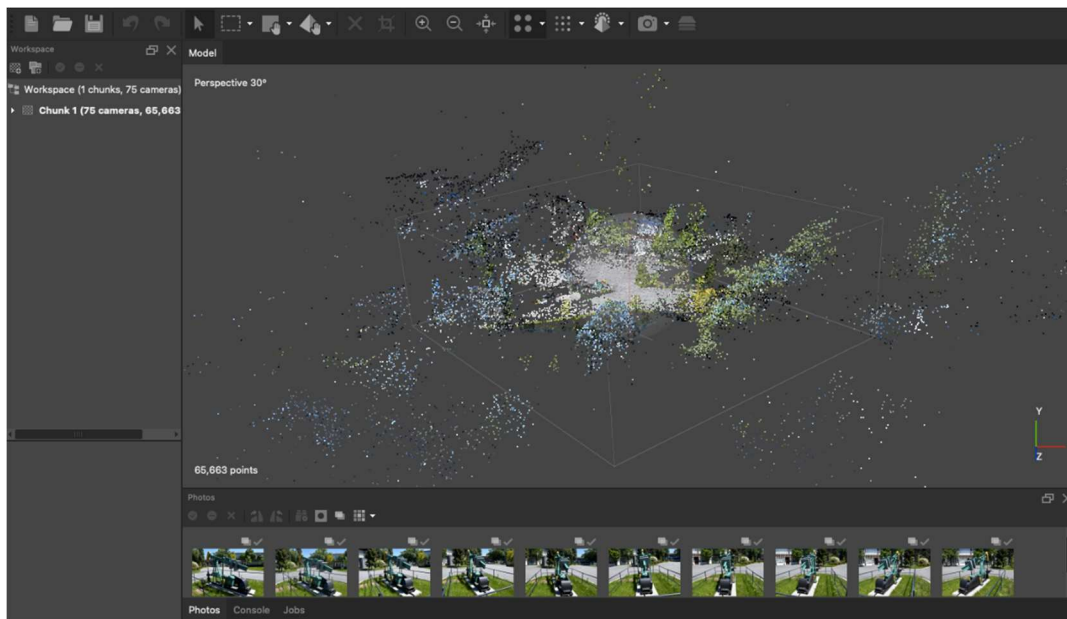 Workspace
Model
Workspace (1 chunks, 75 cameras)
Chunk 1 (75 cameras, 65,663
Perspective 30°
Y
Z
65,663 points
Photos
Photos Console Jobs